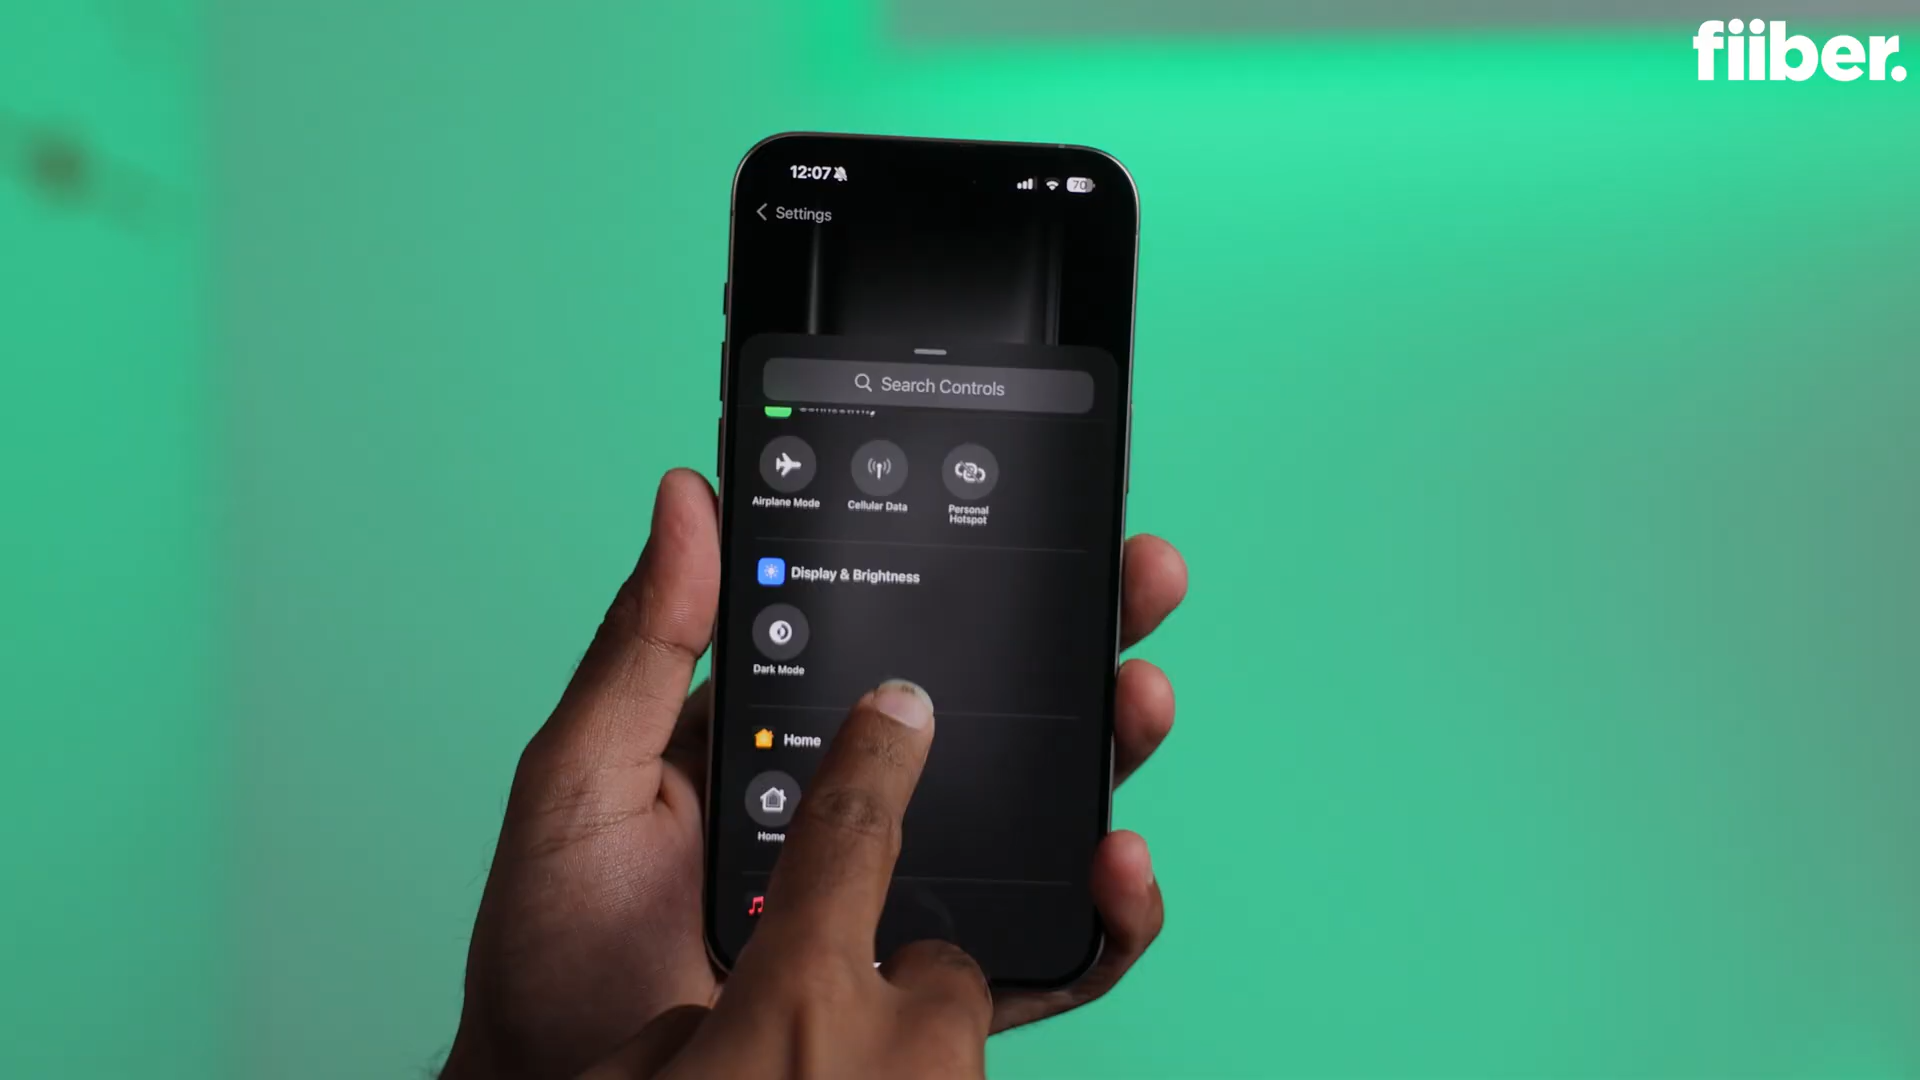 fiiber.
12:07
70
Settings
Search Controls
Airplane Mode
Cellular Data
Personal
Hotspot
Display & Brightness
Dark Mode
Home
Home